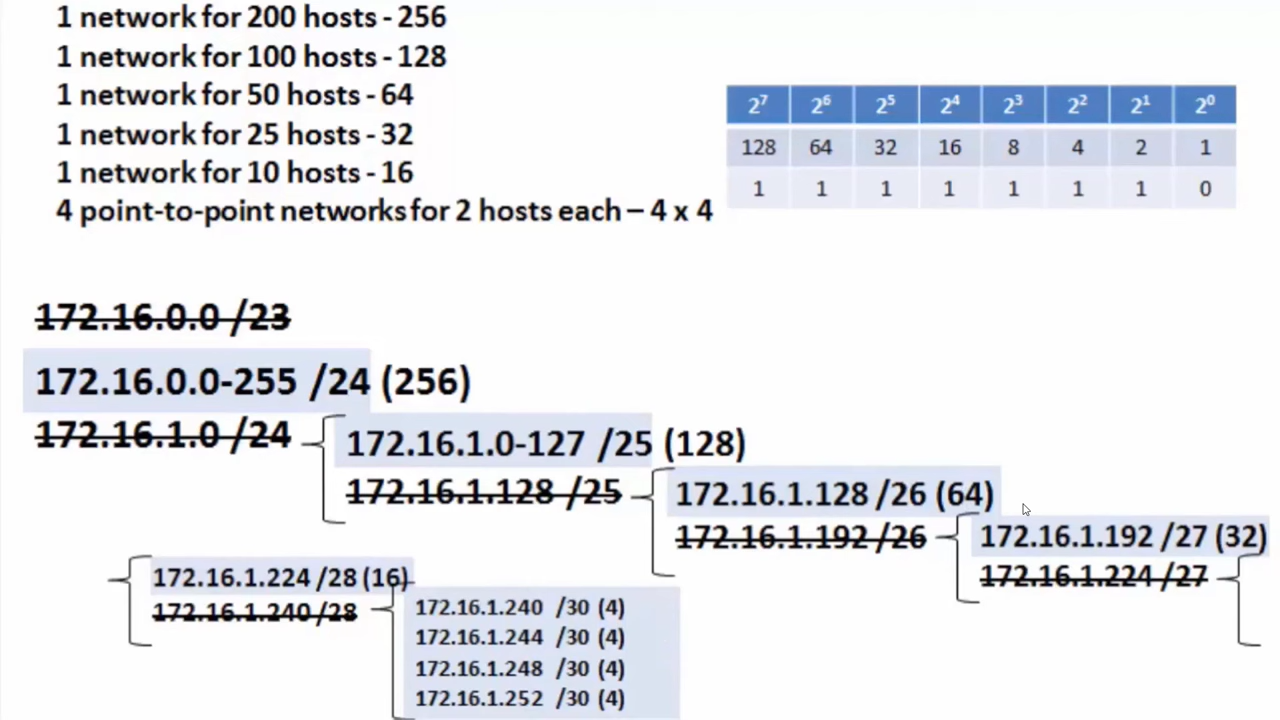 1 network for 200 hosts - 256
1 network for 100 hosts - 128
1 network for 50 hosts - 64
1 network for 25 hosts - 32
1 network for 10 hosts - 16
4 point-to-point networks for 2 hosts each – 4 x 4
2⁷ 2⁶ 2⁵ 2⁴ 2³ 2² 2¹ 2⁰
128 64 32 16 8 4 2 1
1 1 1 1 1 1 1 0
172.16.0.0 /23
172.16.0.0-255 /24 (256)
172.16.1.0 /24
172.16.1.0-127 /25 (128)
172.16.1.128 /25
172.16.1.128 /26 (64)
172.16.1.192 /26
172.16.1.192 /27 (32)
172.16.1.224 /27
172.16.1.224 /28 (16)
172.16.1.240 /28
172.16.1.240 /30 (4)
172.16.1.244 /30 (4)
172.16.1.248 /30 (4)
172.16.1.252 /30 (4)